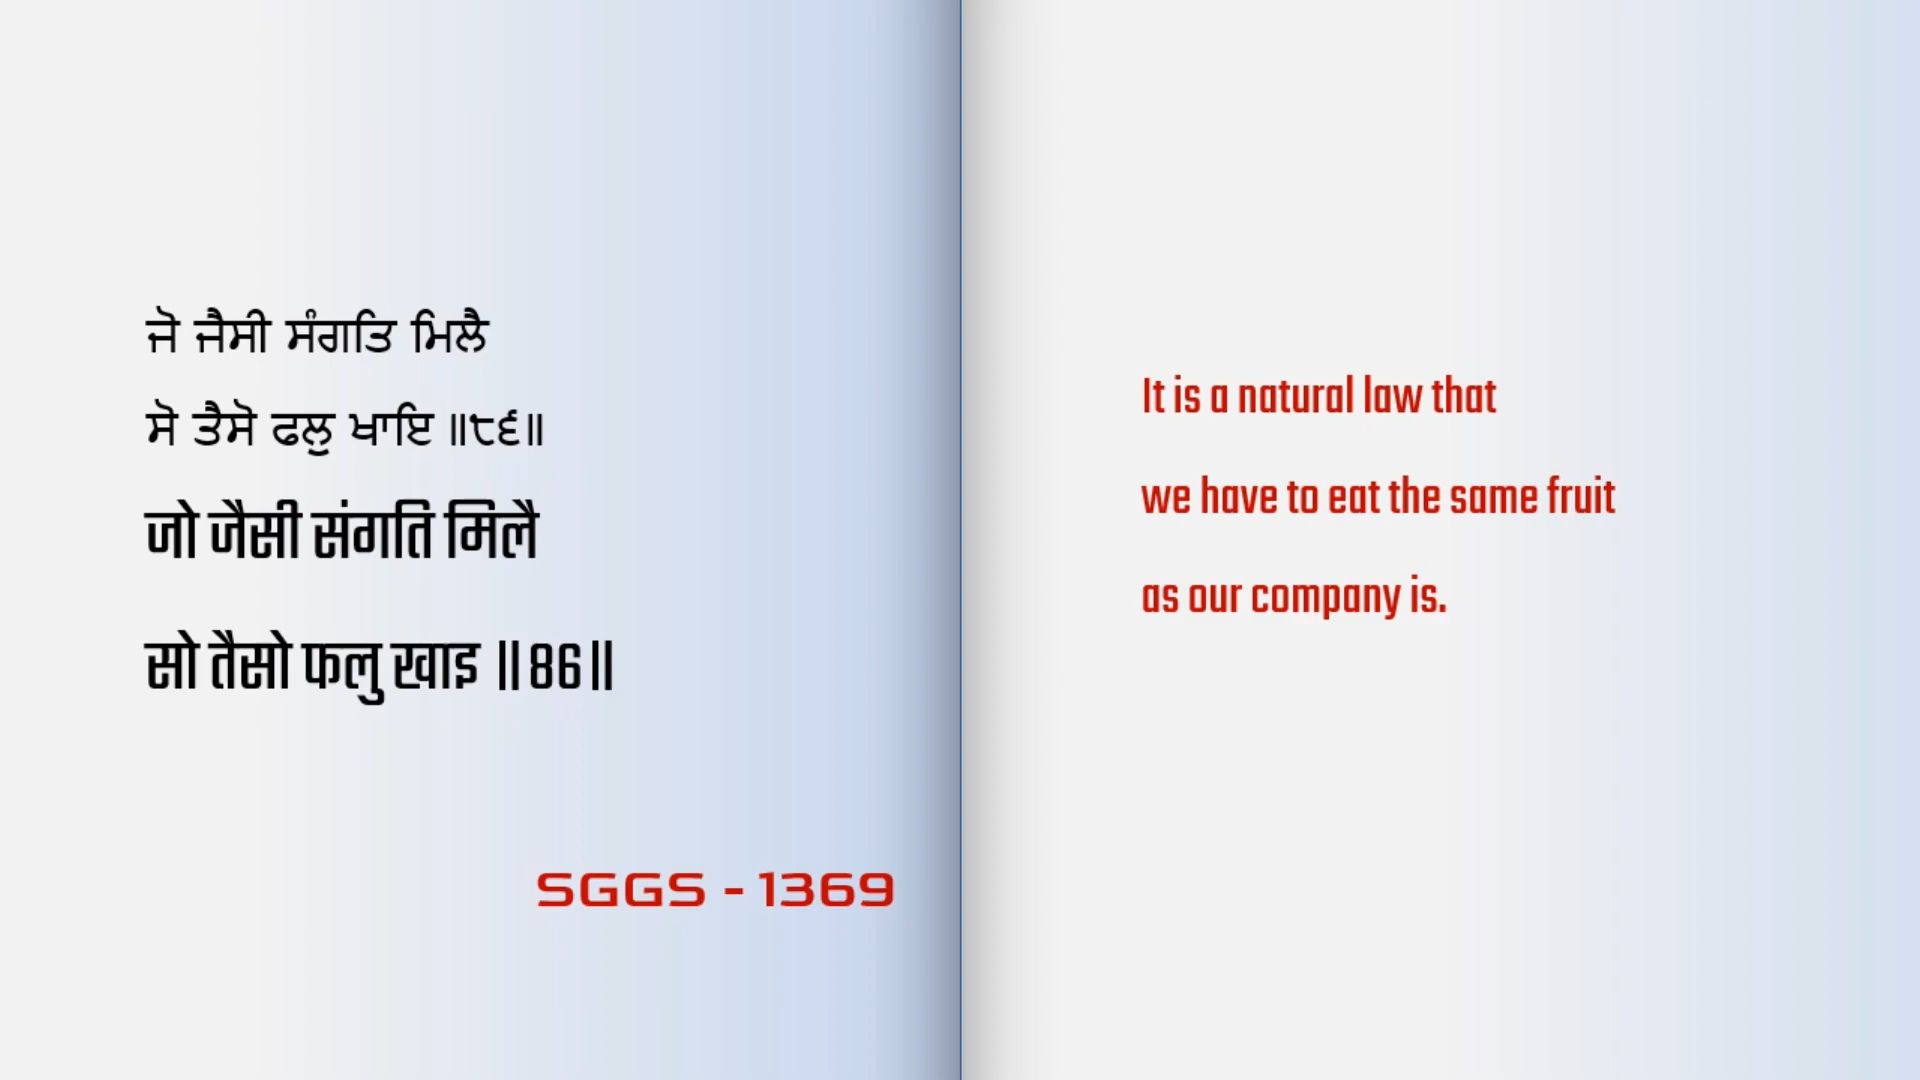 ਜੋ ਜੈਸੀ ਸੰਗਤਿ ਮਿਲੈ
ਸੋ ਤੈਸੋ ਫਲੁ ਖਾਇ ॥੮੬॥
जो जैसी संगति मिलै
सो तैसो फलु खाइ ॥86॥
SGGS - 1369
It is a natural law that
we have to eat the same fruit
as our company is.